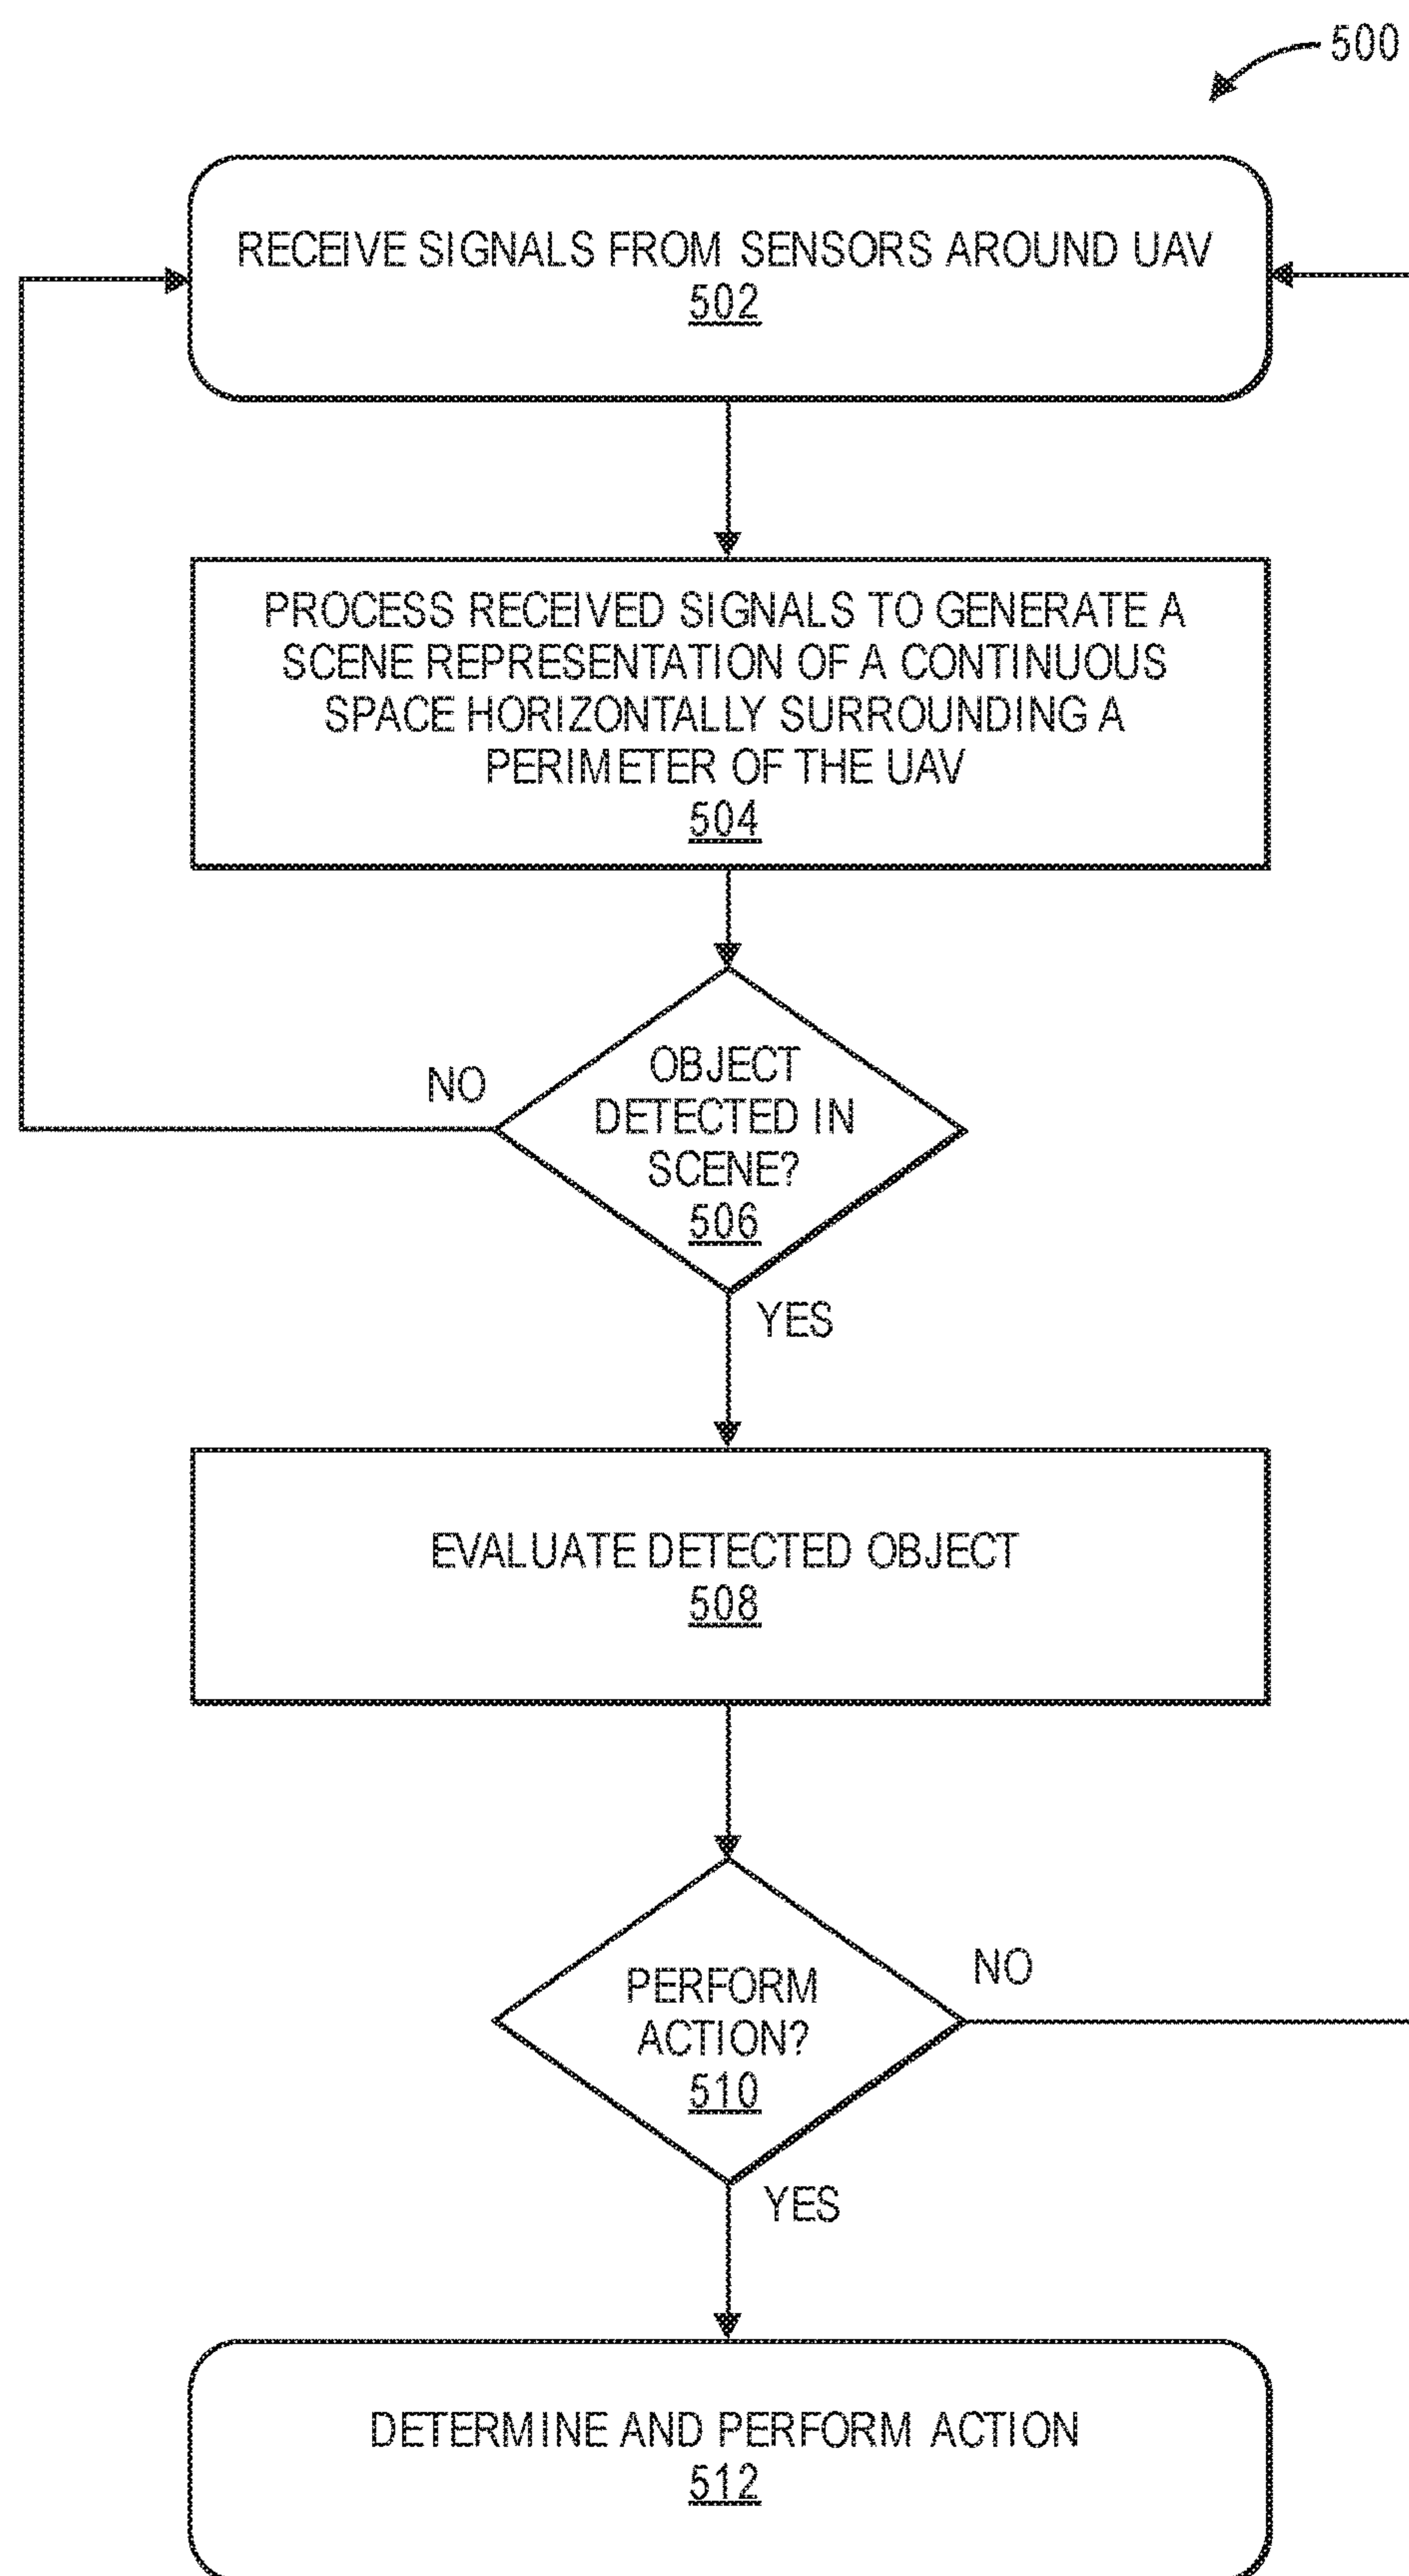 500
RECEIVE SIGNALS FROM SENSORS AROUND UAV
502
PROCESS RECEIVED SIGNALS TO GENERATE A
SCENE REPRESENTATION OF A CONTINUOUS
SPACE HORIZONTALLY SURROUNDING A
PERIMETER OF THE UAV
504
NO
OBJECT
DETECTED IN
SCENE?
506
YES
EVALUATE DETECTED OBJECT
508
NO
PERFORM
ACTION?
510
YES
DETERMINE AND PERFORM ACTION
512